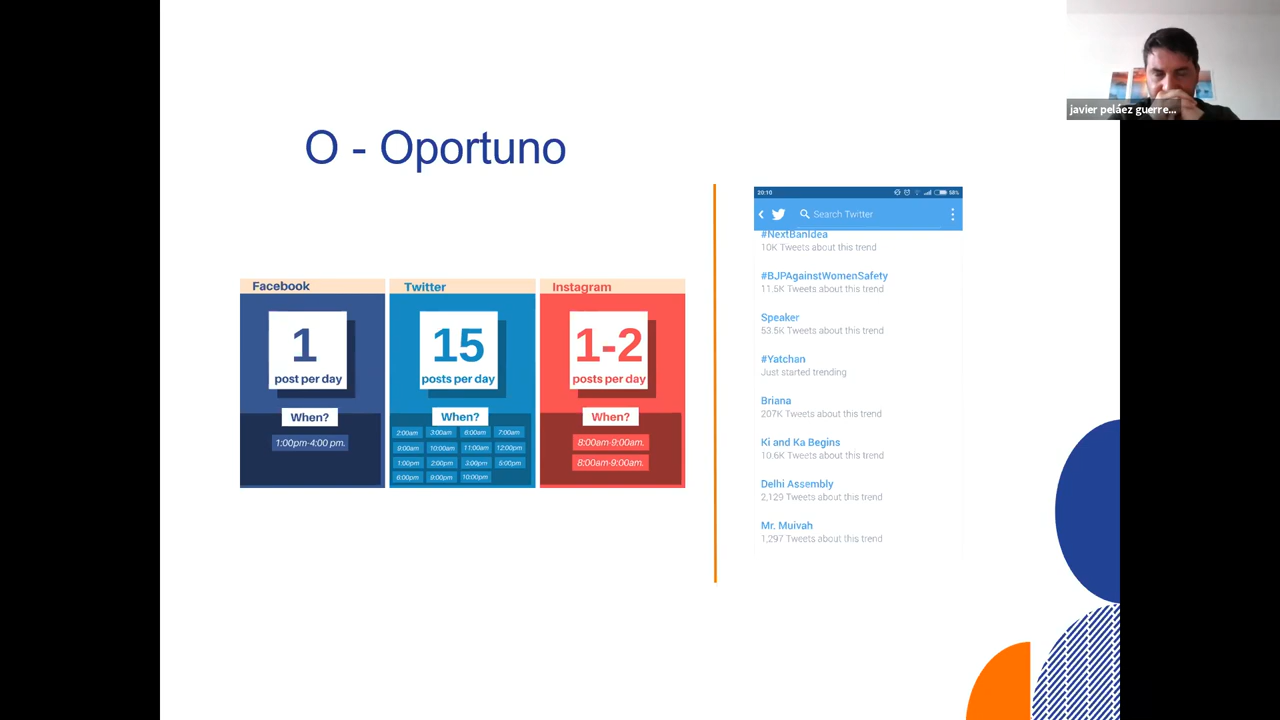 javier peláez guerre...
O - Oportuno
Facebook
1
post per day
When?
1:00pm-4:00 pm.
Twitter
15
posts per day
When?
2:00am 3:00am 6:00am 7:00am
9:00am 10:00am 11:00am 12:00pm
1:00pm 2:00pm 3:00pm 5:00pm
6:00pm 9:00pm 10:00pm
Instagram
1-2
posts per day
When?
8:00am-9:00am.
8:00am-9:00am.
20:10 58%
Search Twitter
#NextBanIdea
10K Tweets about this trend
#BJPAgainstWomenSafety
11.5K Tweets about this trend
Speaker
53.5K Tweets about this trend
#Yatchan
Just started trending
Briana
207K Tweets about this trend
Ki and Ka Begins
10.6K Tweets about this trend
Delhi Assembly
2,129 Tweets about this trend
Mr. Muivah
1,297 Tweets about this trend